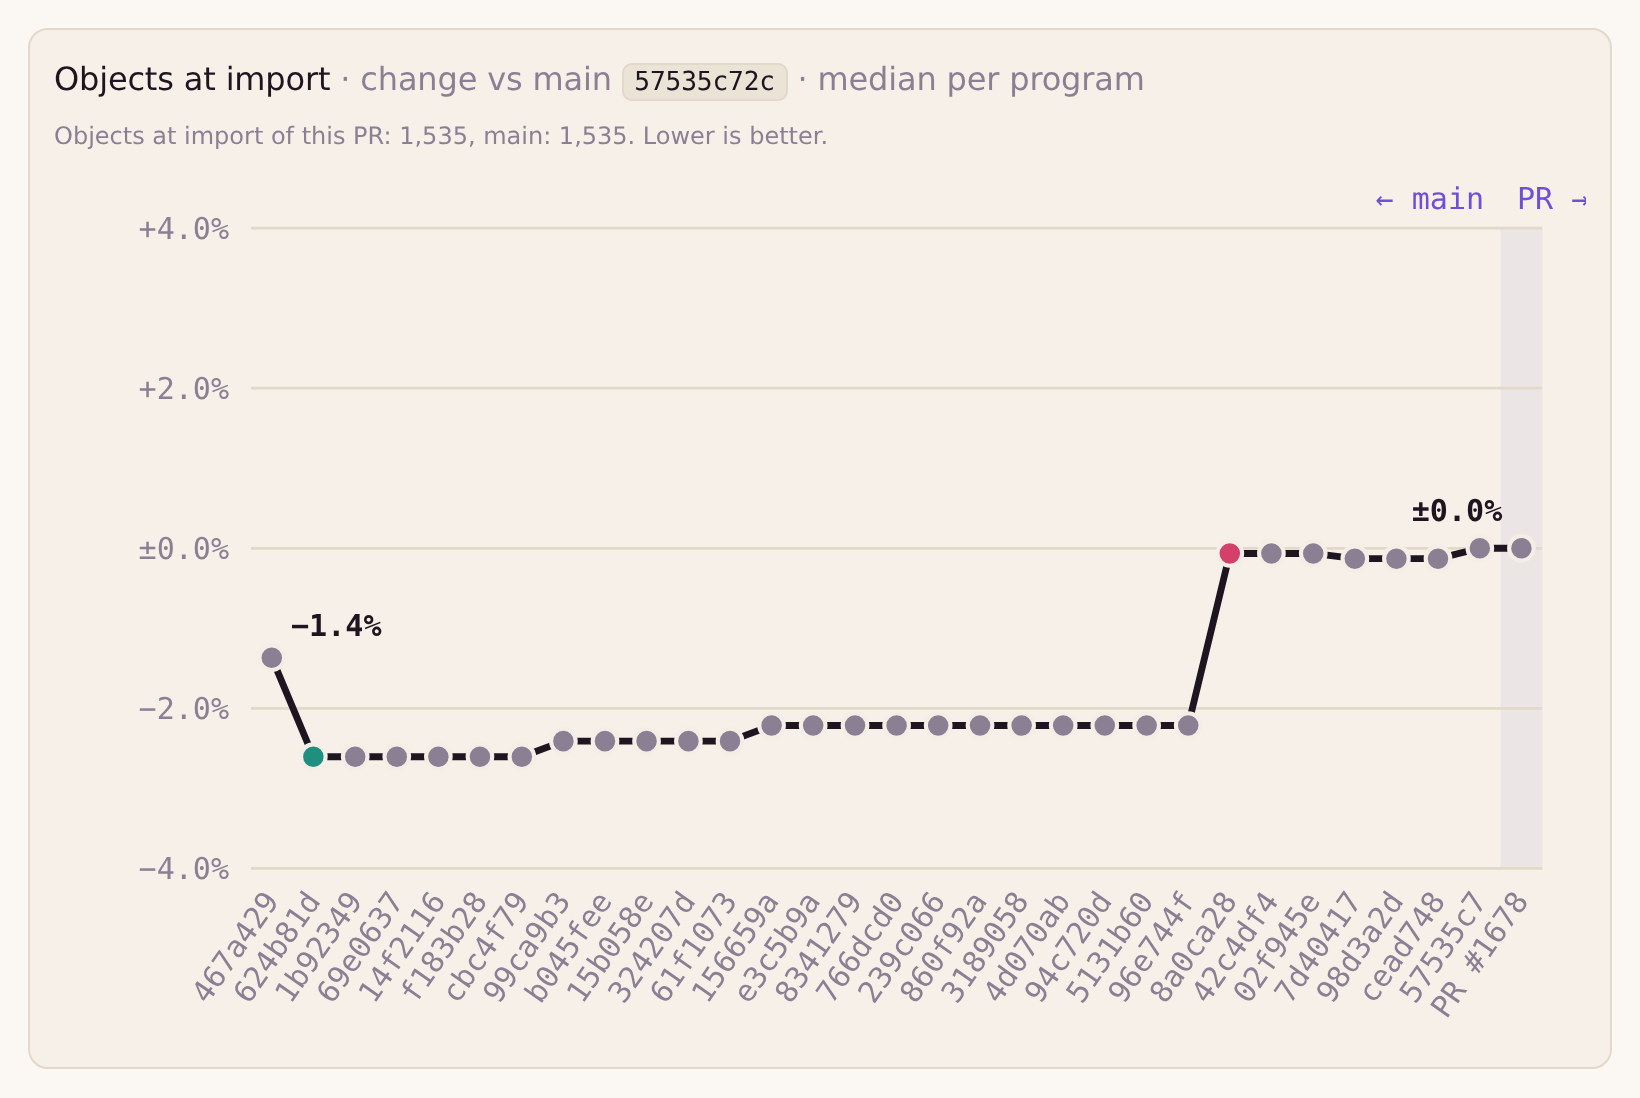 Objects at import · change vs main 57535c72c · median per program
Objects at import of this PR: 1,535, main: 1,535. Lower is better.
← main PR →
+4.0%
+2.0%
±0.0%
−2.0%
−4.0%
−1.4%
±0.0%
467a429
624b81d
1b92349
69e0637
14f2116
f183b28
cbc4f79
99ca9b3
b045fee
15b058e
324207d
61f1073
156659a
e3c5b9a
8341279
766dcd0
239c066
860f92a
3189058
4d070ab
94c720d
5131b60
96e744f
8a0ca28
42c4df4
02f945e
7d40417
98d3a2d
cead748
57535c7
PR #1678